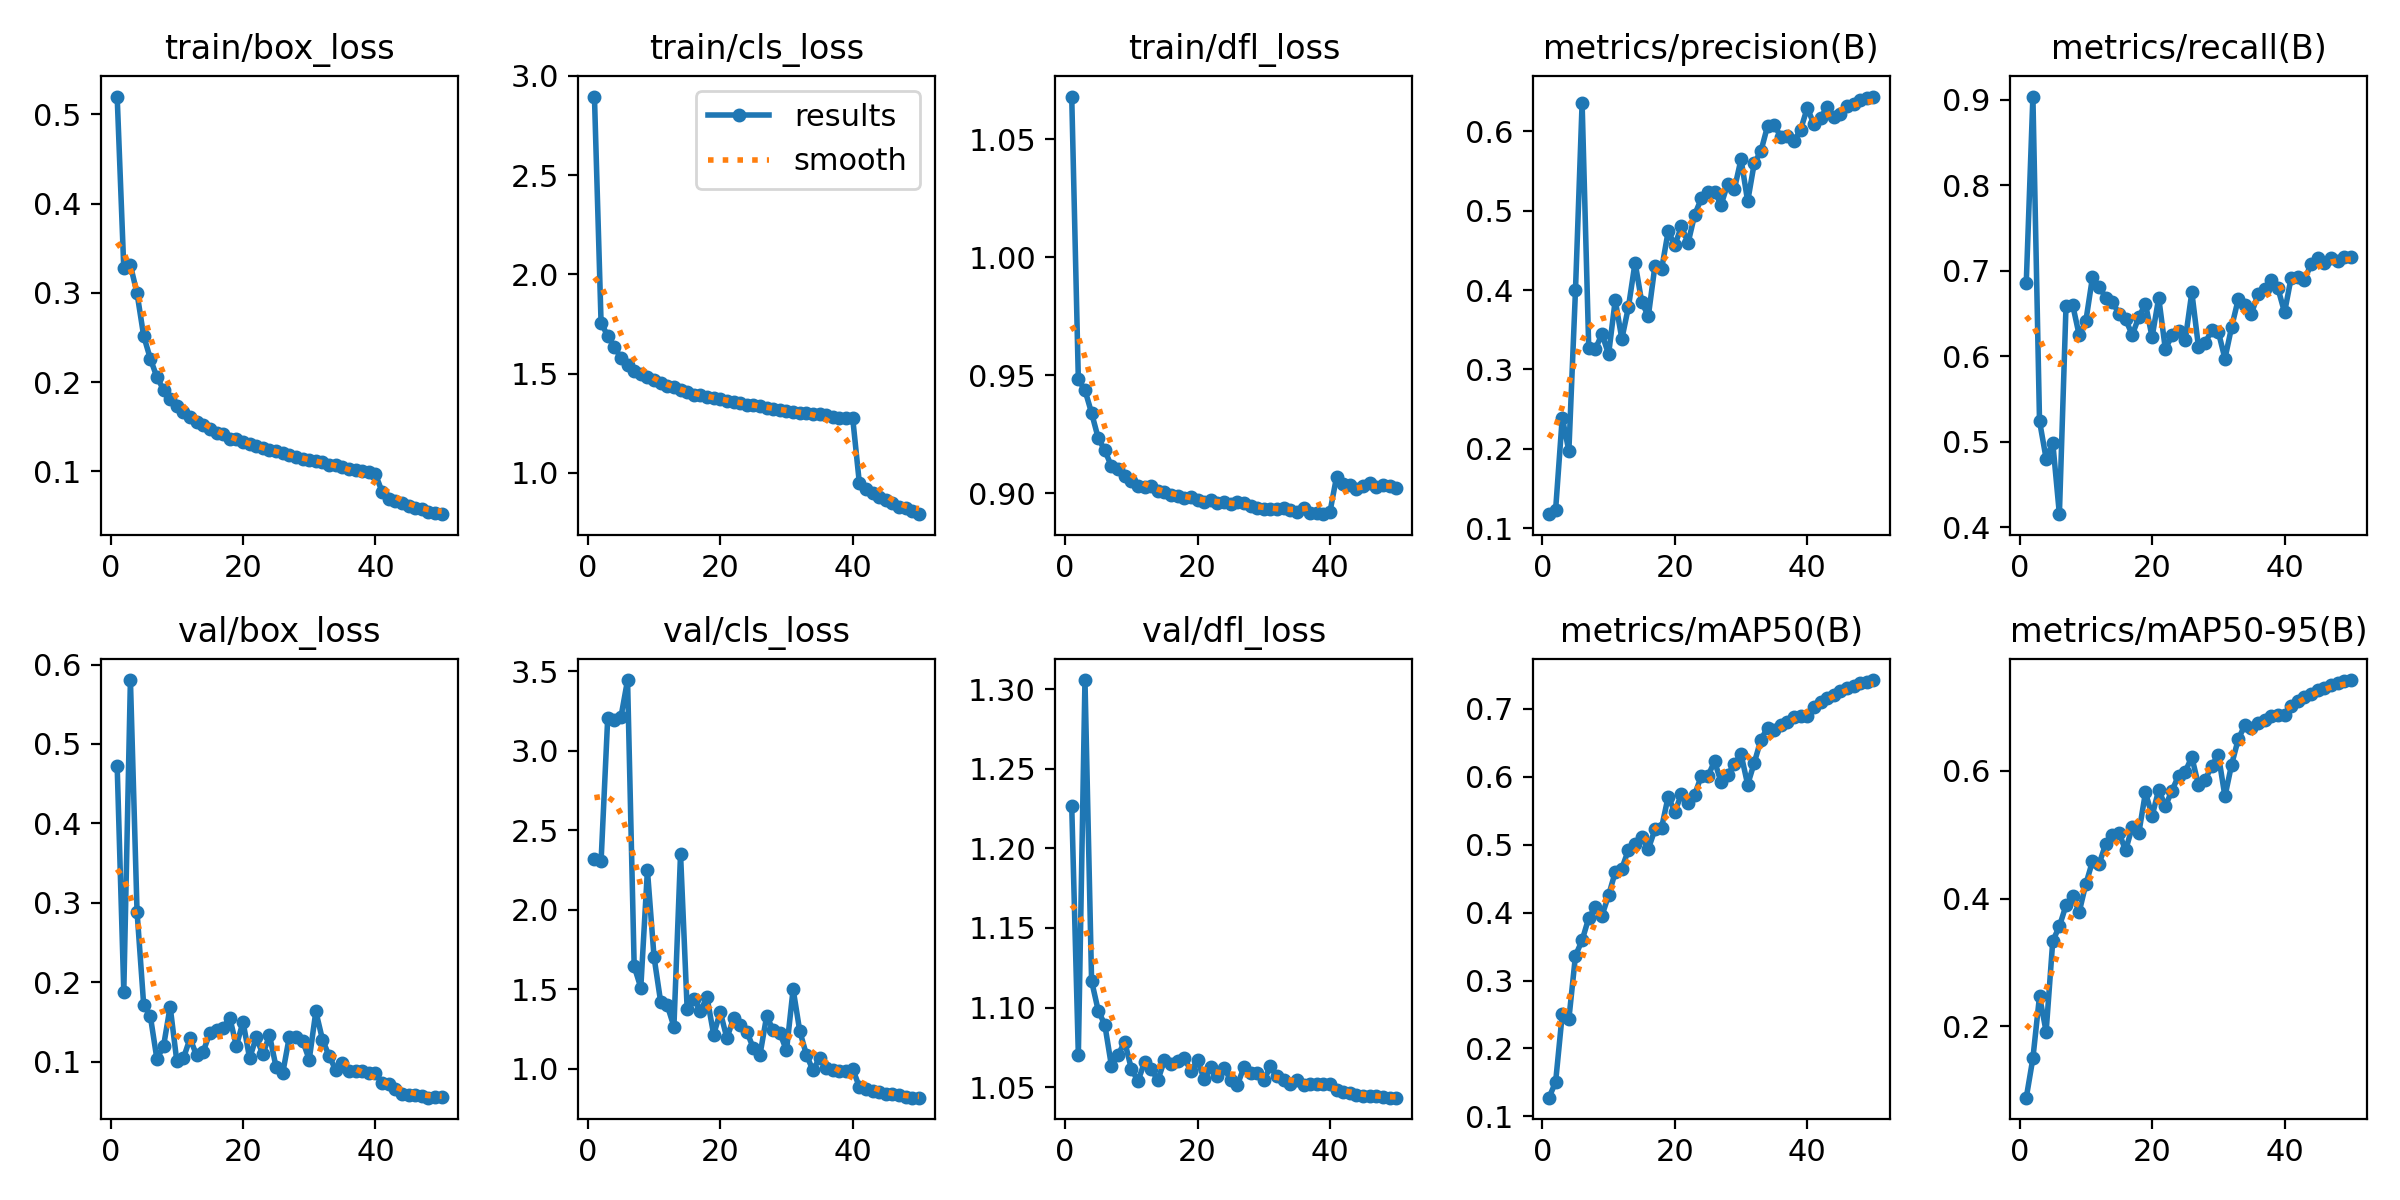 train/box_loss
0.5
0.4
0.3
0.2
0.1
0 20 40
train/cls_loss
results
smooth
3.0
2.5
2.0
1.5
1.0
0 20 40
train/dfl_loss
1.05
1.00
0.95
0.90
0 20 40
metrics/precision(B)
0.6
0.5
0.4
0.3
0.2
0.1
0 20 40
metrics/recall(B)
0.9
0.8
0.7
0.6
0.5
0.4
0 20 40
val/box_loss
0.6
0.5
0.4
0.3
0.2
0.1
0 20 40
val/cls_loss
3.5
3.0
2.5
2.0
1.5
1.0
0 20 40
val/dfl_loss
1.30
1.25
1.20
1.15
1.10
1.05
0 20 40
metrics/mAP50(B)
0.7
0.6
0.5
0.4
0.3
0.2
0.1
0 20 40
metrics/mAP50-95(B)
0.6
0.4
0.2
0 20 40